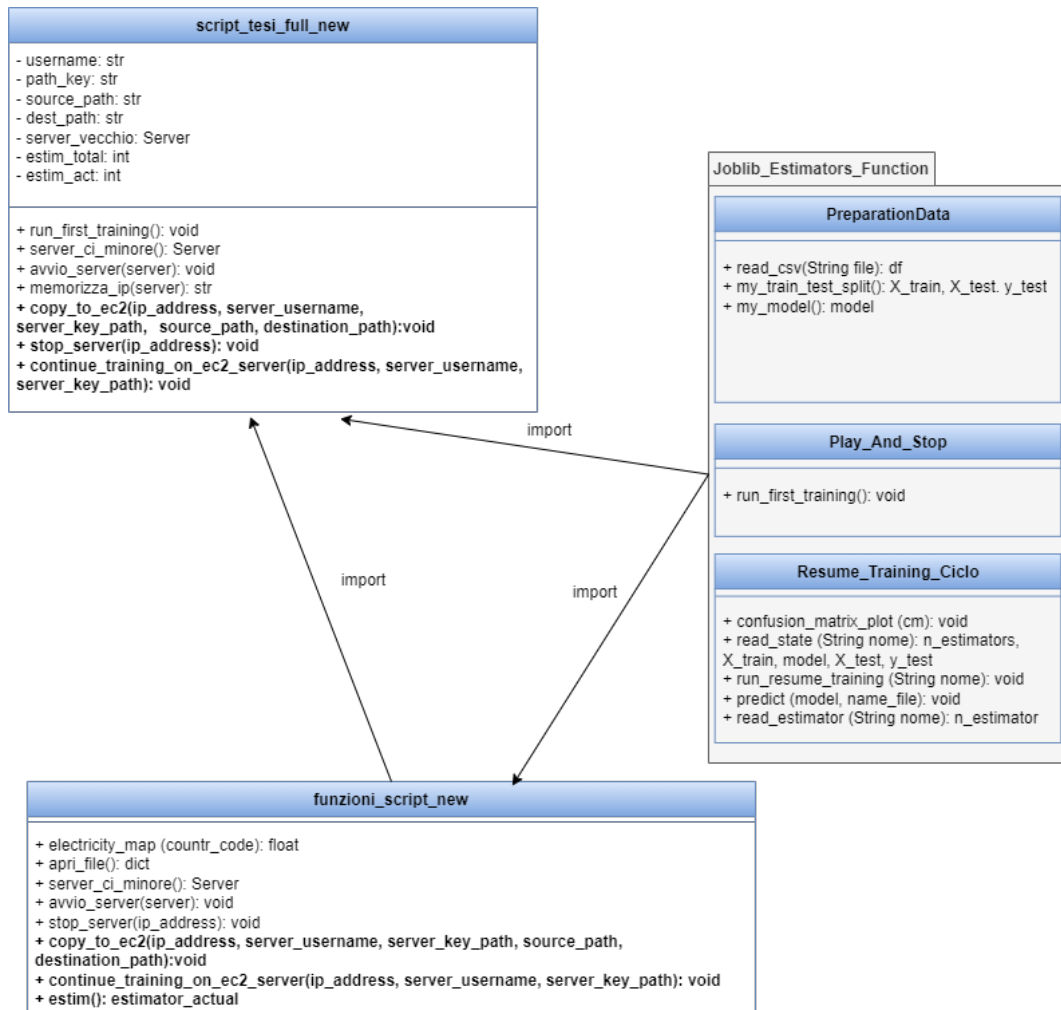 script_tesi_full_new
- username: str
- path_key: str
- source_path: str
- dest_path: str
- server_vecchio: Server
- estim_total: int
- estim_act: int
+ run_first_training(): void
+ server_ci_minore(): Server
+ avvio_server(server): void
+ memorizza_ip(server): str
+ copy_to_ec2(ip_address, server_username,
server_key_path, source_path, destination_path):void
+ stop_server(ip_address): void
+ continue_training_on_ec2_server(ip_address, server_username,
server_key_path): void
Joblib_Estimators_Function
PreparationData
+ read_csv(String file): df
+ my_train_test_split(): X_train, X_test. y_test
+ my_model(): model
Play_And_Stop
+ run_first_training(): void
Resume_Training_Ciclo
+ confusion_matrix_plot (cm): void
+ read_state (String nome): n_estimators,
X_train, model, X_test, y_test
+ run_resume_training (String nome): void
+ predict (model, name_file): void
+ read_estimator (String nome): n_estimator
import
import
import
funzioni_script_new
+ electricity_map (countr_code): float
+ apri_file(): dict
+ server_ci_minore(): Server
+ avvio_server(server): void
+ stop_server(ip_address): void
+ copy_to_ec2(ip_address, server_username, server_key_path, source_path,
destination_path):void
+ continue_training_on_ec2_server(ip_address, server_username, server_key_path): void
+ estim(): estimator_actual